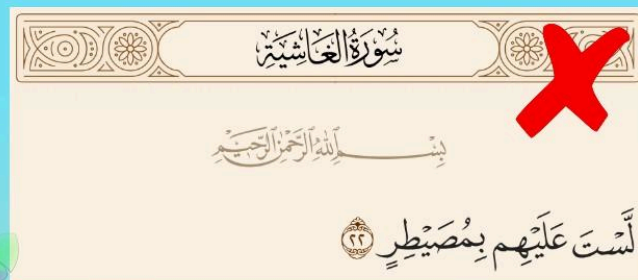 سُورَةُ الغَاشِيَةِ
بِسْمِ ٱللَّهِ ٱلرَّحْمَٰنِ ٱلرَّحِيمِ
لَّسْتَ عَلَيْهِم بِمُصَيْطِرٍ ٢٢